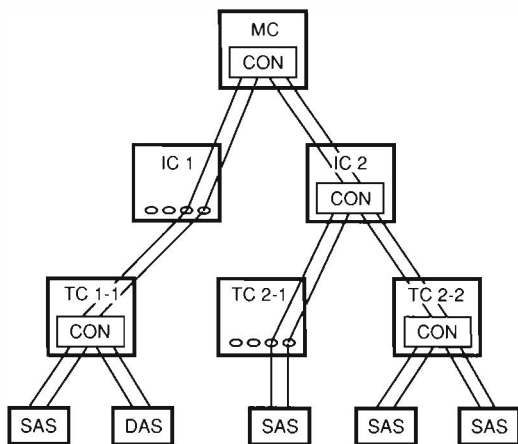 MC
CON
IC 1
IC 2
CON
TC 1-1
TC 2-1
TC 2-2
CON
CON
SAS
DAS
SAS
SAS
SAS